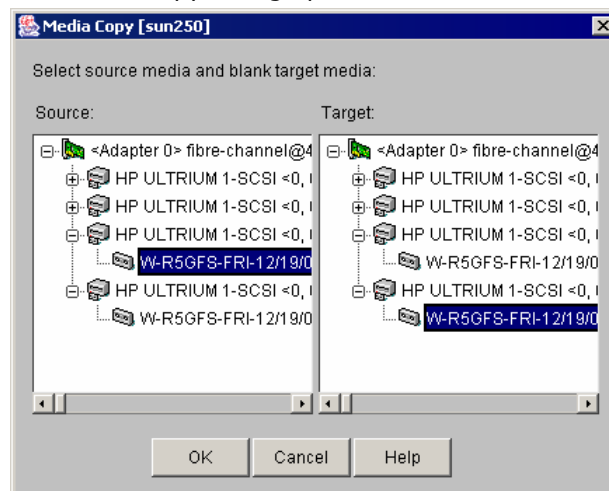 Media Copy [sun250]
Select source media and blank target media:
Source:
Target:
<Adapter 0> fibre-channel@4
HP ULTRIUM 1-SCSI <0,
HP ULTRIUM 1-SCSI <0,
HP ULTRIUM 1-SCSI <0,
W-R5GFS-FRI-12/19/0
HP ULTRIUM 1-SCSI <0,
W-R5GFS-FRI-12/19/0
<Adapter 0> fibre-channel@4
HP ULTRIUM 1-SCSI <0,
HP ULTRIUM 1-SCSI <0,
HP ULTRIUM 1-SCSI <0,
W-R5GFS-FRI-12/19/0
HP ULTRIUM 1-SCSI <0,
W-R5GFS-FRI-12/19/0
OK
Cancel
Help